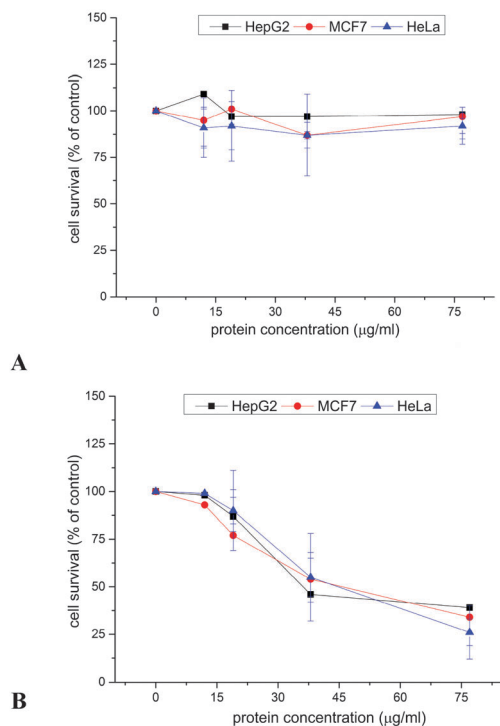 HepG2 MCF7 HeLa
150
125
100
75
50
25
0
cell survival (% of control)
0 15 30 45 60 75
protein concentration (μg/ml)
A
HepG2 MCF7 HeLa
150
125
100
75
50
25
0
cell survival (% of control)
0 15 30 45 60 75
protein concentration (μg/ml)
B